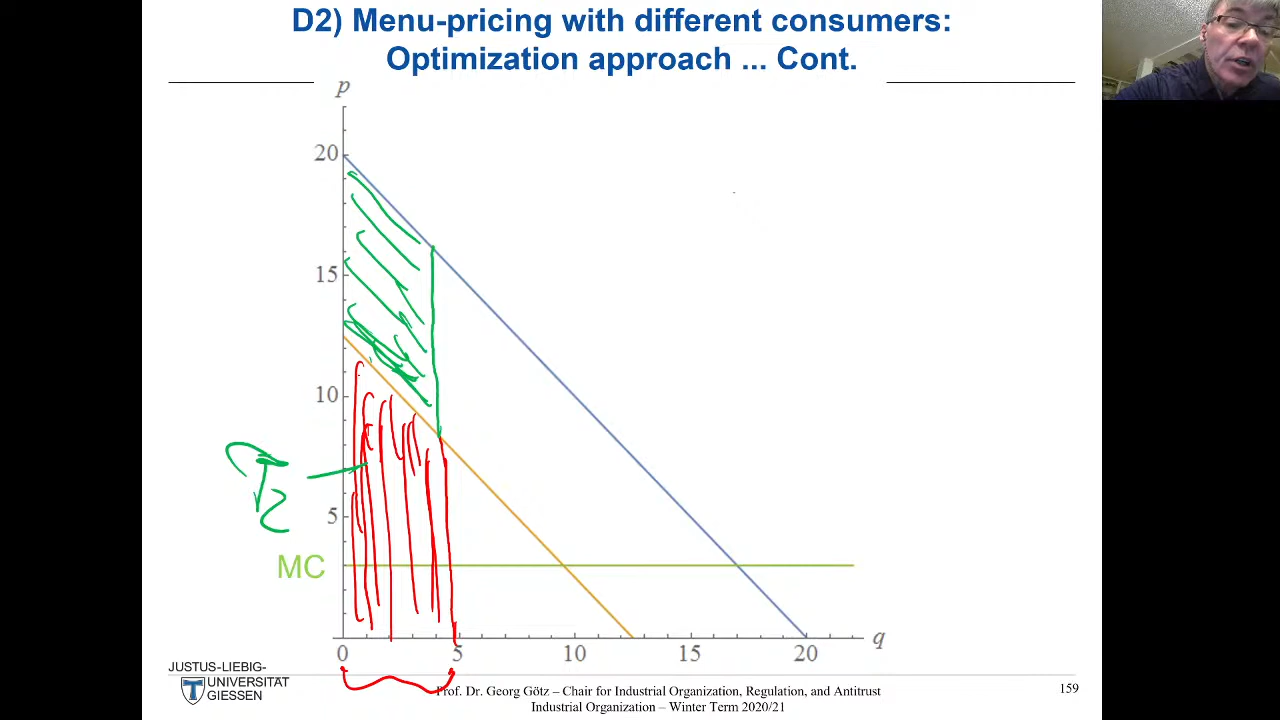 D2) Menu-pricing with different consumers:
Optimization approach ... Cont.
p
20
15
10
T2
5
MC
0 5 10 15 20 q
JUSTUS-LIEBIG-
UNIVERSITAT
GIESSEN
Prof. Dr. Georg Götz – Chair for Industrial Organization, Regulation, and Antitrust
Industrial Organization – Winter Term 2020/21
159